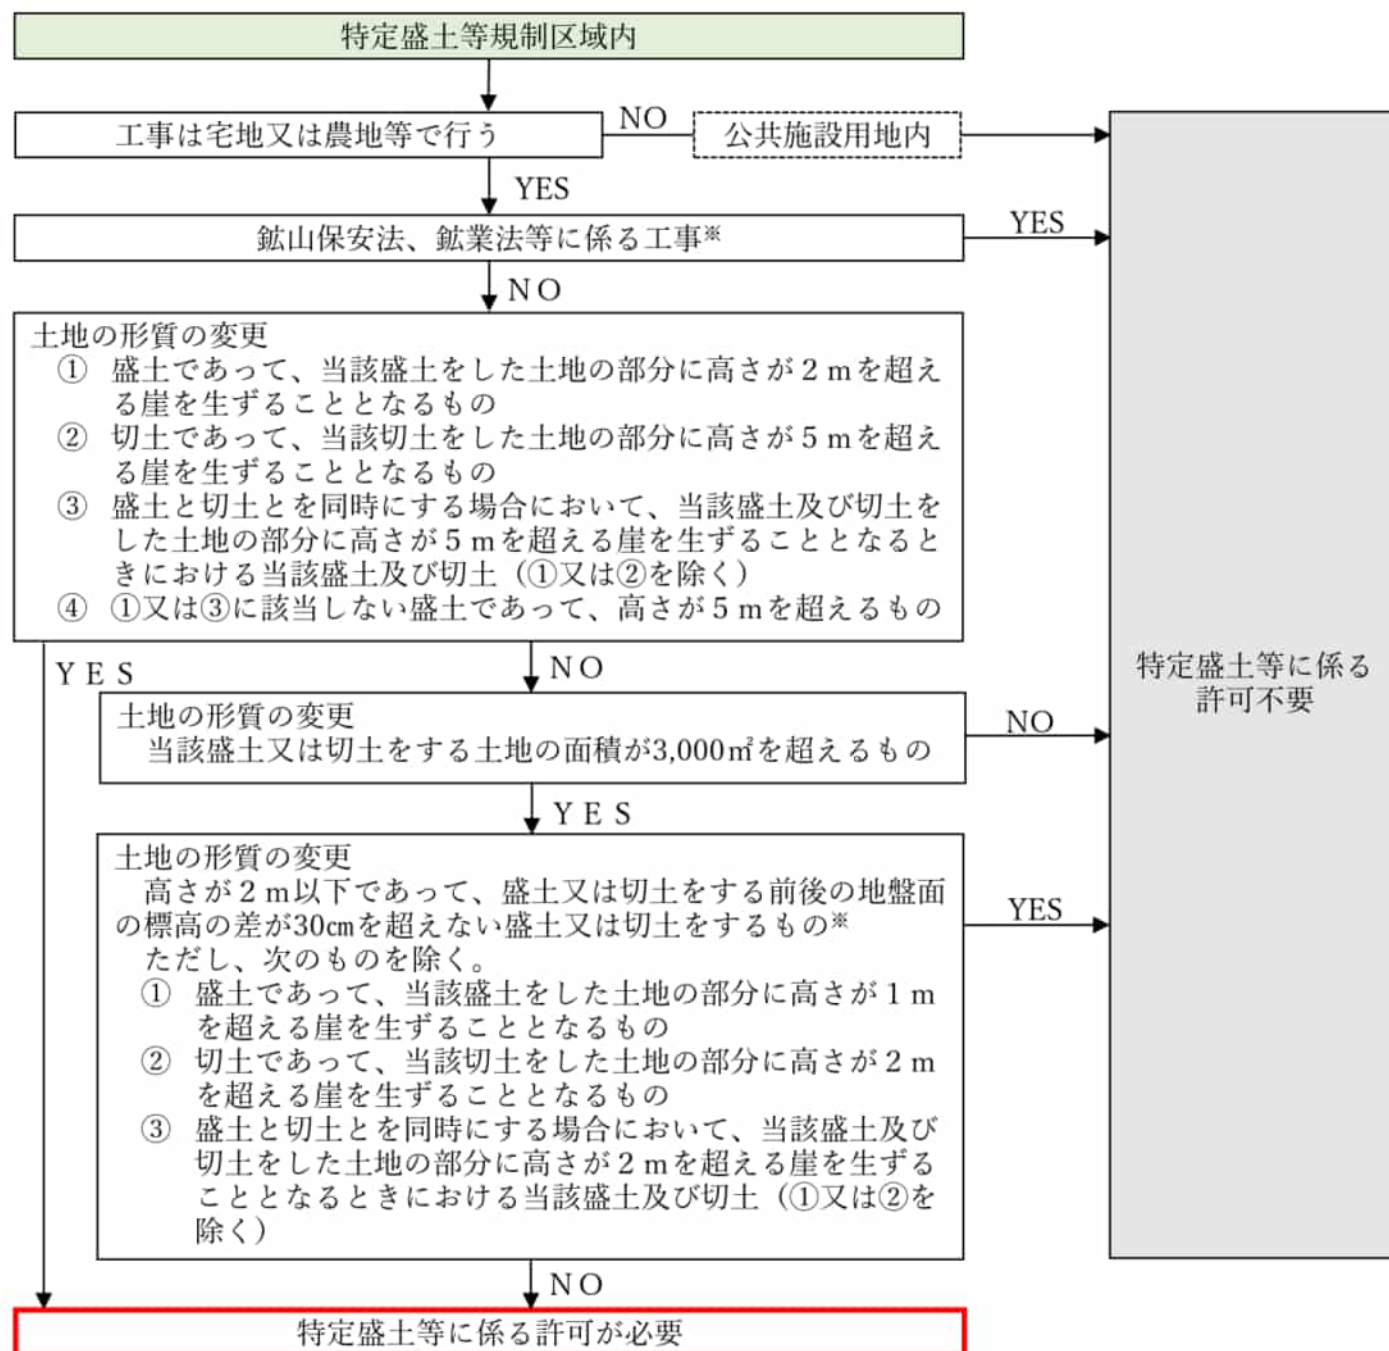 特定盛土等規制区域内
工事は宅地又は農地等で行う
NO
公共施設用地内
YES
鉱山保安法、鉱業法等に係る工事※
YES
NO
土地の形質の変更
① 盛土であって、当該盛土をした土地の部分に高さが2mを超え
る崖を生ずることとなるもの
② 切土であって、当該切土をした土地の部分に高さが5mを超え
る崖を生ずることとなるもの
③ 盛土と切土とを同時にする場合において、当該盛土及び切土を
した土地の部分に高さが5mを超える崖を生ずることとなると
きにおける当該盛土及び切土（①又は②を除く）
④ ①又は③に該当しない盛土であって、高さが5mを超えるもの
YES
NO
土地の形質の変更
当該盛土又は切土をする土地の面積が3,000㎡を超えるもの
NO
YES
土地の形質の変更
高さが2m以下であって、盛土又は切土をする前後の地盤面
の標高の差が30㎝を超えない盛土又は切土をするもの※
ただし、次のものを除く。
① 盛土であって、当該盛土をした土地の部分に高さが1m
を超える崖を生ずることとなるもの
② 切土であって、当該切土をした土地の部分に高さが2m
を超える崖を生ずることとなるもの
③ 盛土と切土とを同時にする場合において、当該盛土及び
切土をした土地の部分に高さが2mを超える崖を生ずる
こととなるときにおける当該盛土及び切土（①又は②を
除く）
YES
NO
特定盛土等に係る許可が必要
特定盛土等に係る
許可不要